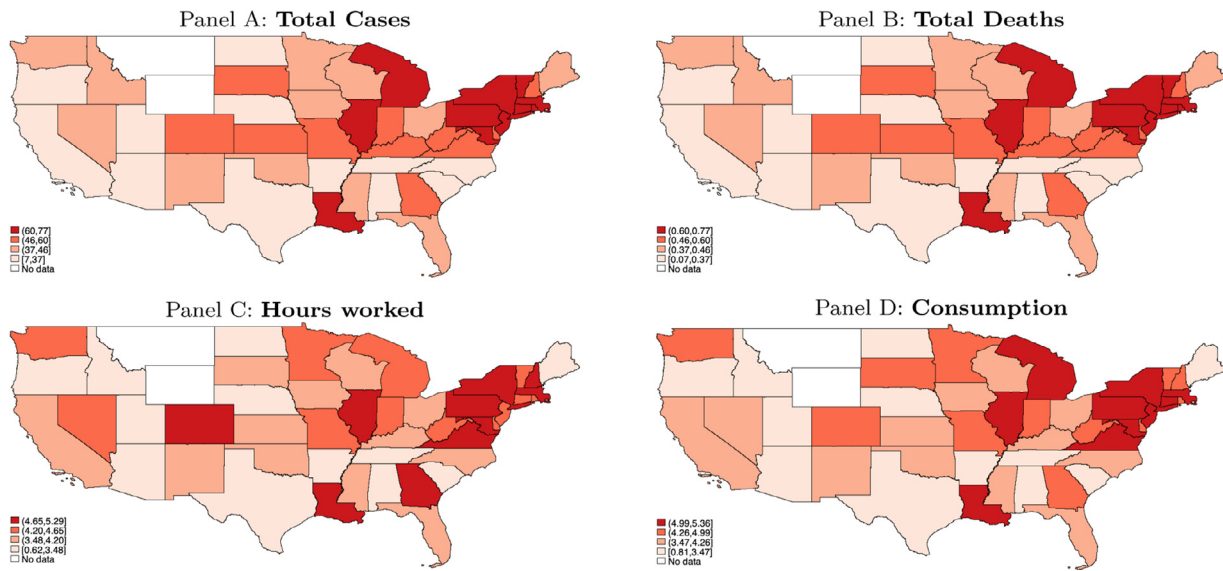 Panel A: Total Cases
(60,77]
(46,60]
(37,46]
[7,37]
No data
Panel B: Total Deaths
(0.60,0.77]
(0.46,0.60]
(0.37,0.46]
[0.07,0.37]
No data
Panel C: Hours worked
(4.65,5.29]
(4.20,4.65]
(3.48,4.20]
[0.62,3.48]
No data
Panel D: Consumption
(4.99,5.36]
(4.26,4.99]
(3.47,4.26]
[0.81,3.47]
No data